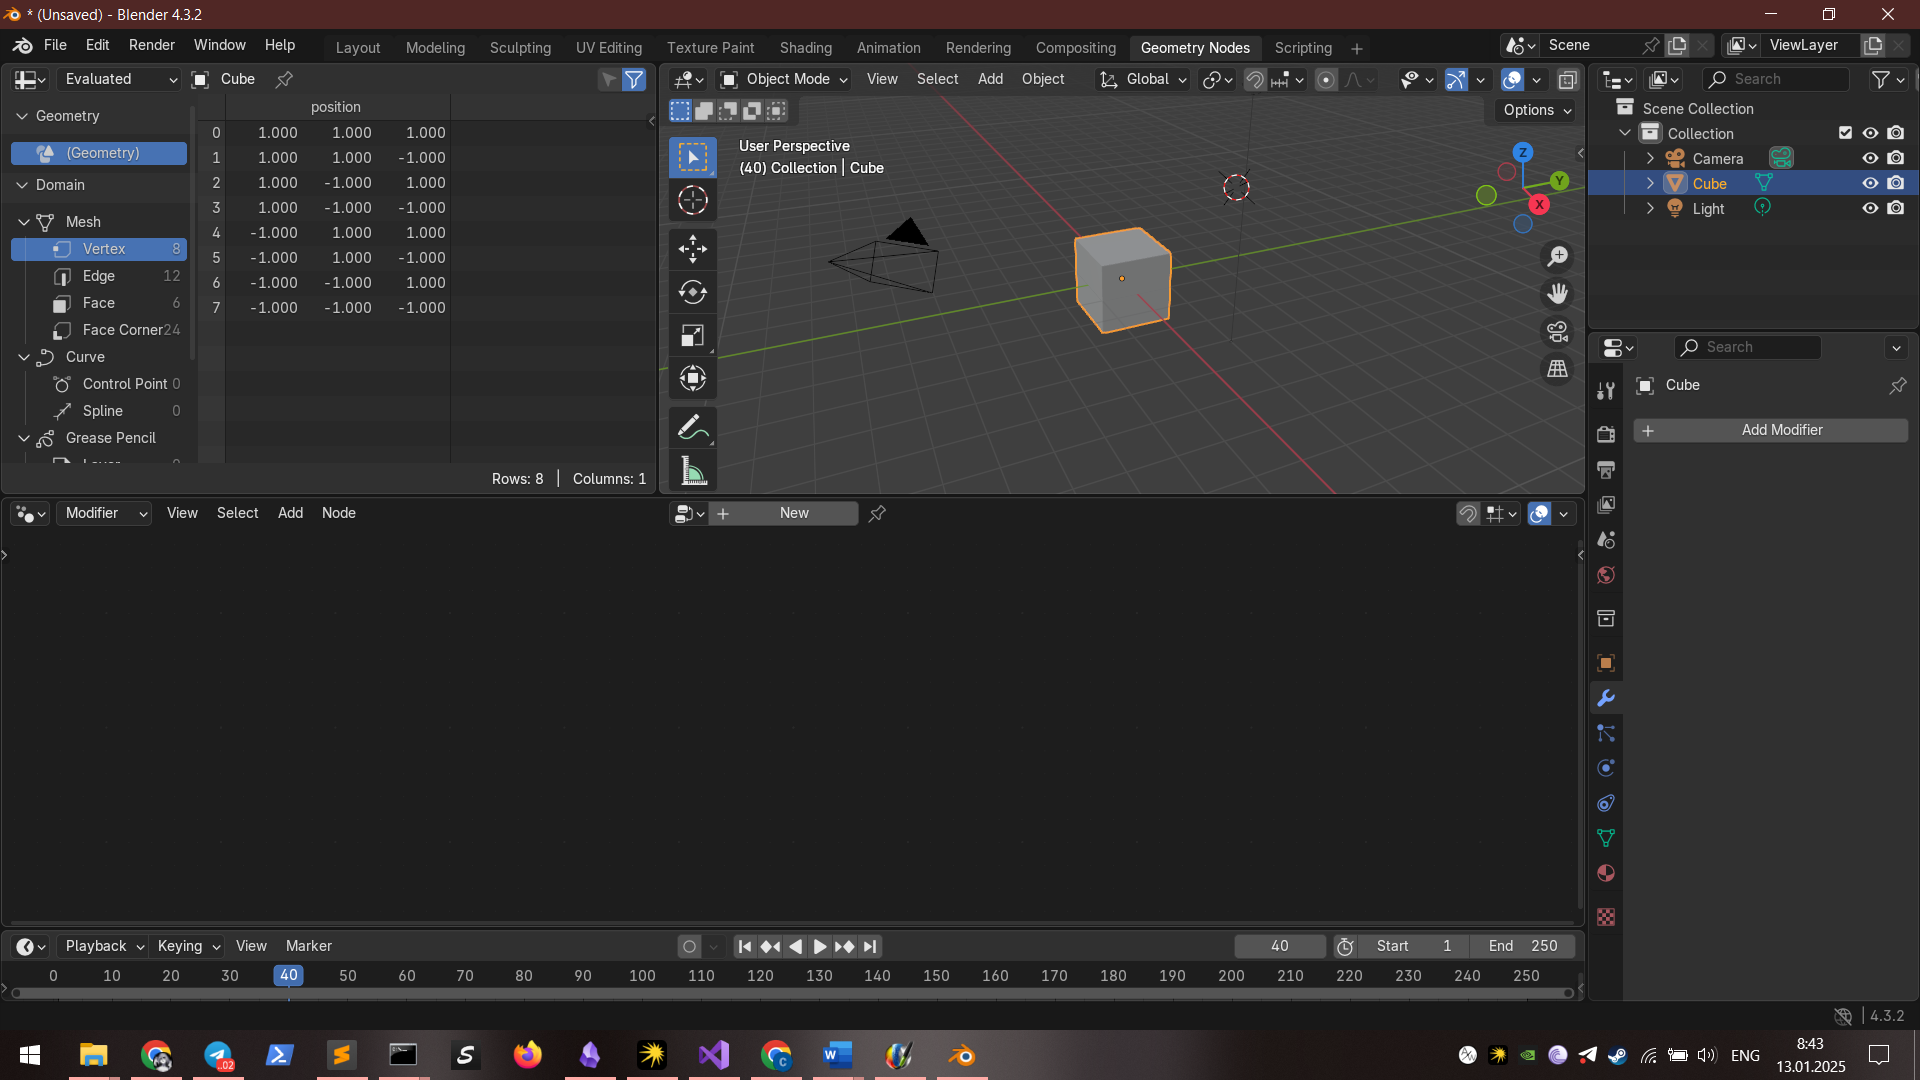 * (Unsaved) - Blender 4.3.2
File Edit Render Window Help Layout Modeling Sculpting UV Editing Texture Paint Shading Animation Rendering Compositing Geometry Nodes Scripting + Scene ViewLayer
Evaluated Cube
Geometry
(Geometry)
Domain
Mesh
Vertex 8
Edge 12
Face 6
Face Corner 24
Curve
Control Point 0
Spline 0
Grease Pencil
position
0 1.000 1.000 1.000
1 1.000 1.000 -1.000
2 1.000 -1.000 1.000
3 1.000 -1.000 -1.000
4 -1.000 1.000 1.000
5 -1.000 1.000 -1.000
6 -1.000 -1.000 1.000
7 -1.000 -1.000 -1.000
Rows: 8 | Columns: 1
Object Mode View Select Add Object Global
Options
User Perspective
(40) Collection | Cube
Z
Y
X
Search
Scene Collection
Collection
Camera
Cube
Light
Search
Cube
+ Add Modifier
Modifier View Select Add Node + New
Playback Keying View Marker 40 Start 1 End 250
0 10 20 30 40 50 60 70 80 90 100 110 120 130 140 150 160 170 180 190 200 210 220 230 240 250
4.3.2
.02
ENG
8:43
13.01.2025